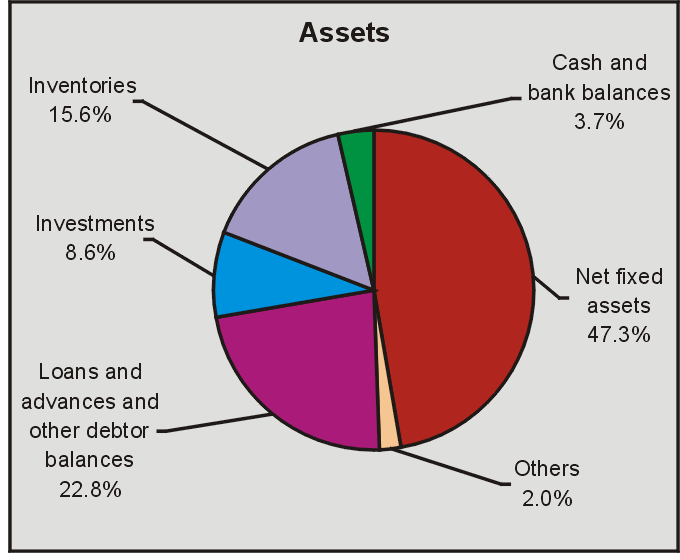 Assets
Inventories
15.6%
Cash and
bank balances
3.7%
Investments
8.6%
Net fixed
assets
47.3%
Loans and
advances and
other debtor
balances
22.8%
Others
2.0%